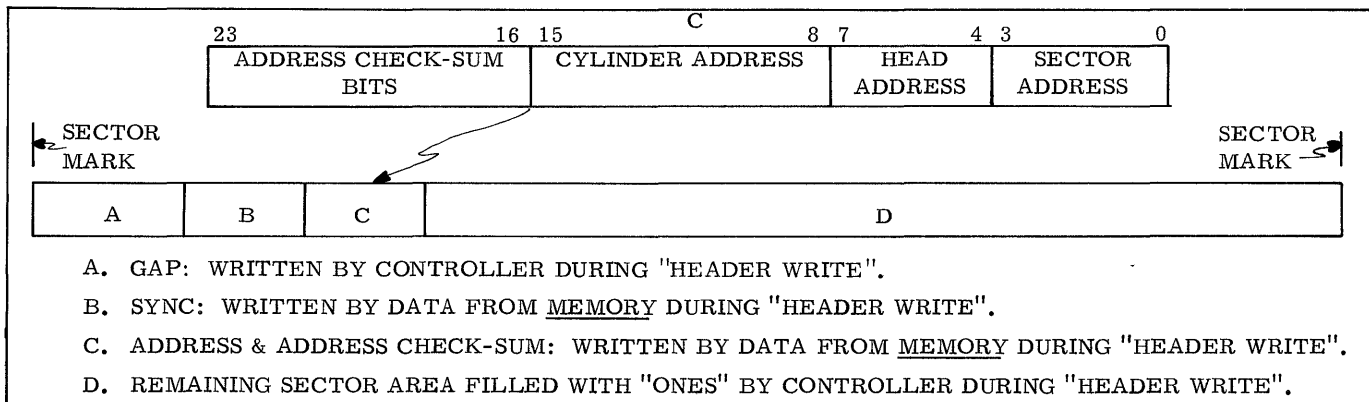 C
23 16 15 8 7 4 3 0
ADDRESS CHECK-SUM CYLINDER ADDRESS HEAD SECTOR
BITS ADDRESS ADDRESS
SECTOR SECTOR
MARK MARK
A B C D
A. GAP: WRITTEN BY CONTROLLER DURING "HEADER WRITE".
B. SYNC: WRITTEN BY DATA FROM MEMORY DURING "HEADER WRITE".
C. ADDRESS & ADDRESS CHECK-SUM: WRITTEN BY DATA FROM MEMORY DURING "HEADER WRITE".
D. REMAINING SECTOR AREA FILLED WITH "ONES" BY CONTROLLER DURING "HEADER WRITE".